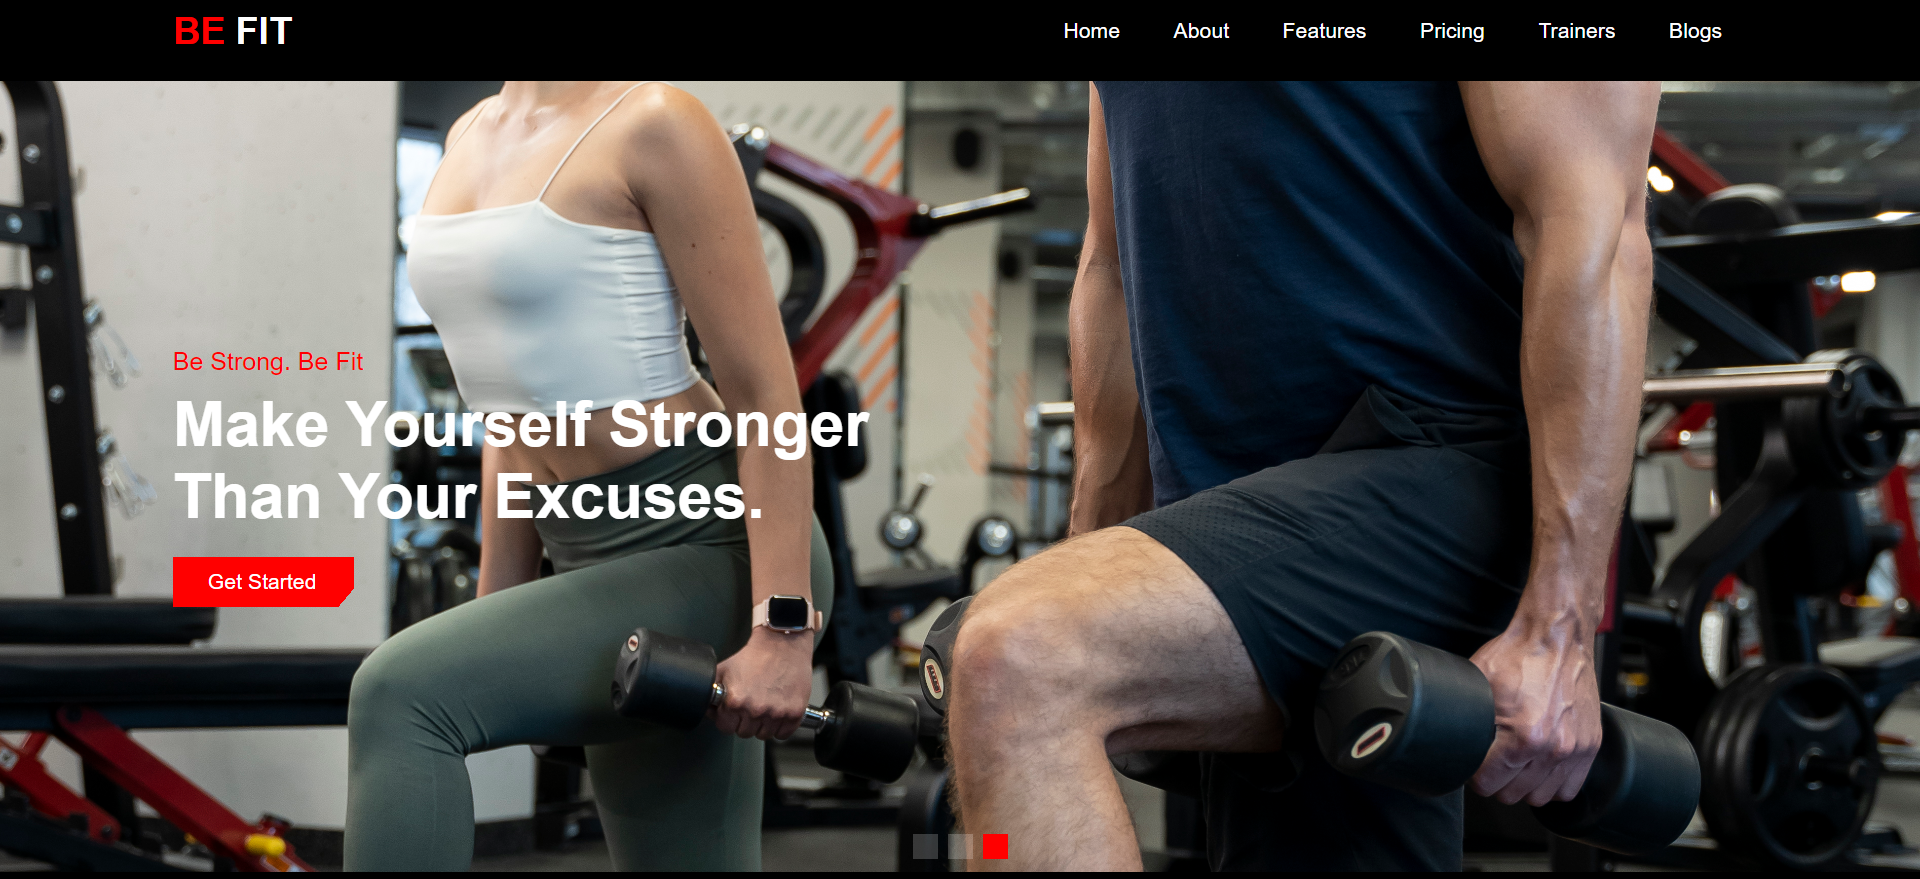 BE FIT
Home
About
Features
Pricing
Trainers
Blogs
Be Strong. Be Fit
Make Yourself Stronger
Than Your Excuses.
Get Started